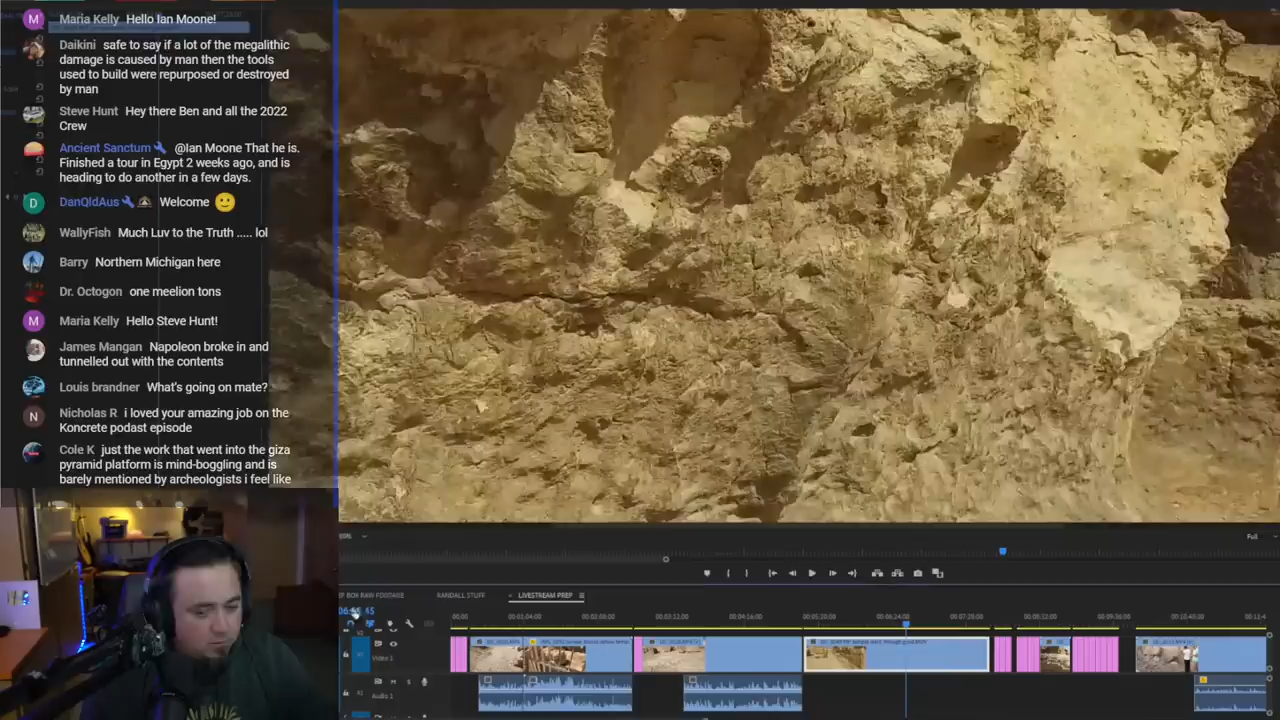 Maria Kelly Hello Ian Moone!
Daikini safe to say if a lot of the megalithic
damage is caused by man then the tools
used to build were repurposed or destroyed
by man
Steve Hunt Hey there Ben and all the 2022
Crew
Ancient Sanctum @Ian Moone That he is.
Finished a tour in Egypt 2 weeks ago, and is
heading to do another in a few days.
DanQldAus Welcome
WallyFish Much Luv to the Truth ..... lol
Barry Northern Michigan here
Dr. Octogon one meelion tons
Maria Kelly Hello Steve Hunt!
James Mangan Napoleon broke in and
tunnelled out with the contents
Louis brandner What's going on mate?
Nicholas R i loved your amazing job on the
Koncrete podast episode
Cole K just the work that went into the giza
pyramid platform is mind-boggling and is
barely mentioned by archeologists i feel like
Full
BOX RAW FOOTAGE
RANDALL STUFF
LIVESTREAM PREP
Video 1
Audio 1